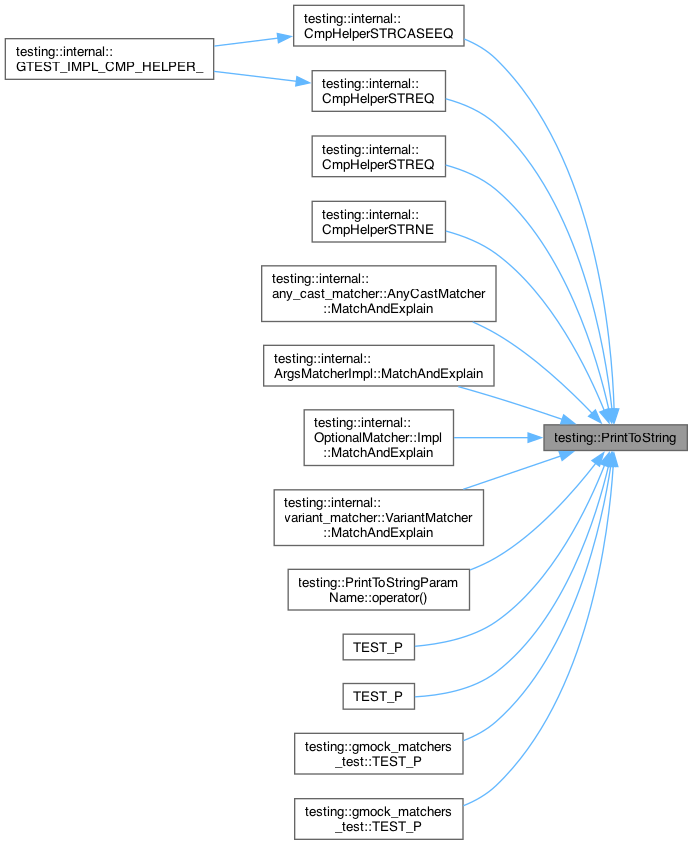 testing::internal::
CmpHelperSTRCASEEQ
testing::internal::
GTEST_IMPL_CMP_HELPER_
testing::internal::
CmpHelperSTREQ
testing::internal::
CmpHelperSTREQ
testing::internal::
CmpHelperSTRNE
testing::internal::
any_cast_matcher::AnyCastMatcher
::MatchAndExplain
testing::internal::
ArgsMatcherImpl::MatchAndExplain
testing::internal::
OptionalMatcher::Impl
::MatchAndExplain
testing::PrintToString
testing::internal::
variant_matcher::VariantMatcher
::MatchAndExplain
testing::PrintToStringParam
Name::operator()
TEST_P
TEST_P
testing::gmock_matchers
_test::TEST_P
testing::gmock_matchers
_test::TEST_P